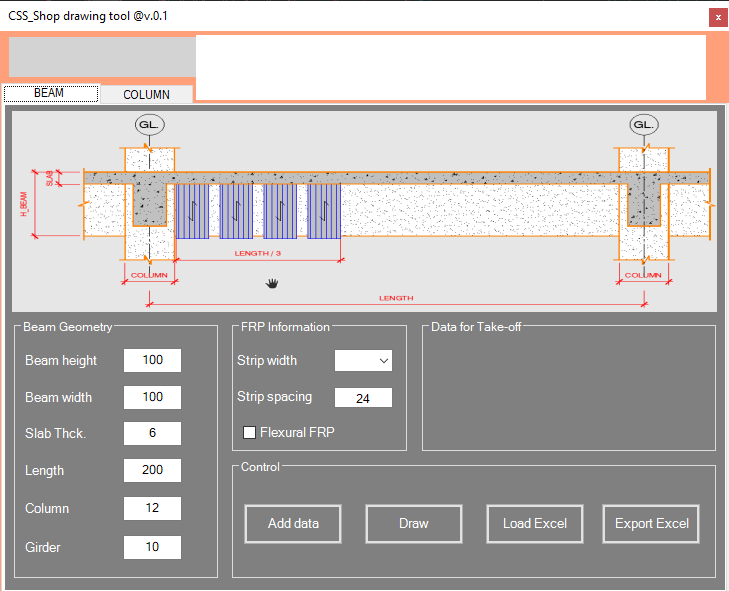 CSS_Shop drawing tool @v.0.1
x
BEAM
COLUMN
GL.
GL.
SLAB
H_BEAM
LENGTH / 3
COLUMN
COLUMN
LENGTH
Beam Geometry
Beam height 100
Beam width 100
Slab Thck. 6
Length 200
Column 12
Girder 10
FRP Information
Strip width
Strip spacing 24
Flexural FRP
Data for Take-off
Control
Add data
Draw
Load Excel
Export Excel